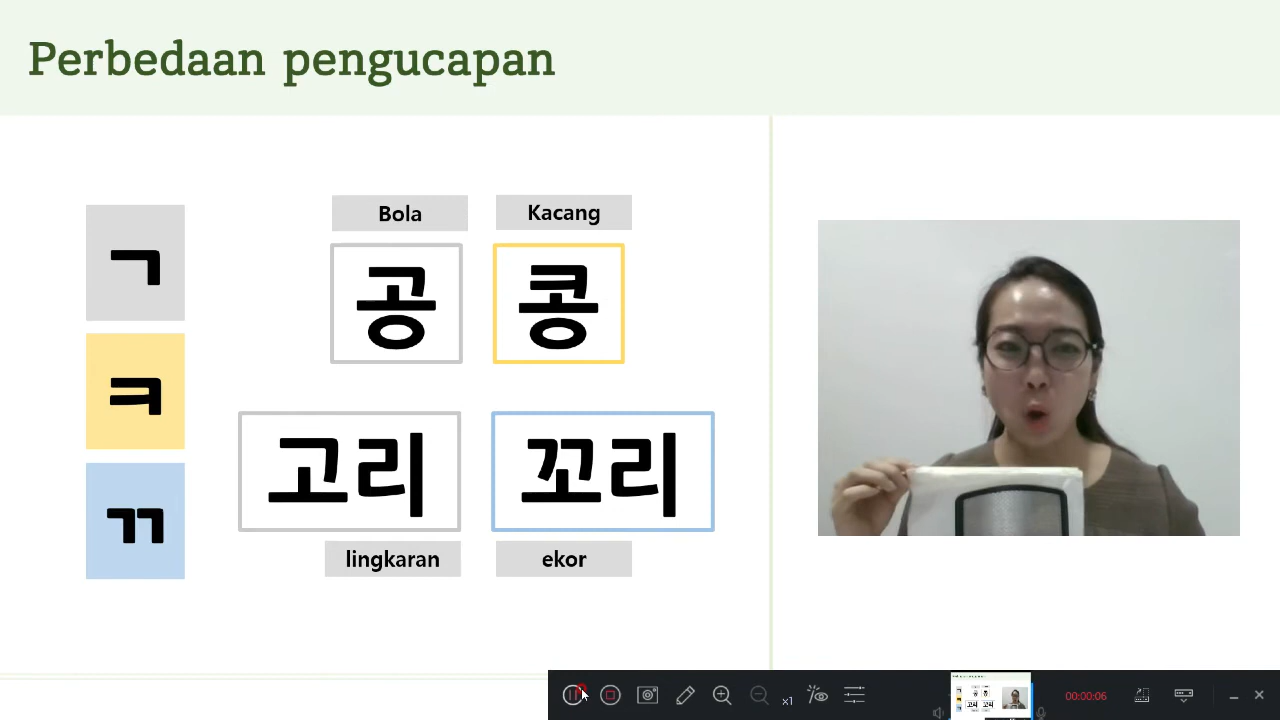 Perbedaan pengucapan
ㄱ
ㅋ
ㄲ
Bola
Kacang
공
콩
고리
꼬리
lingkaran
ekor
x1
00:00:06